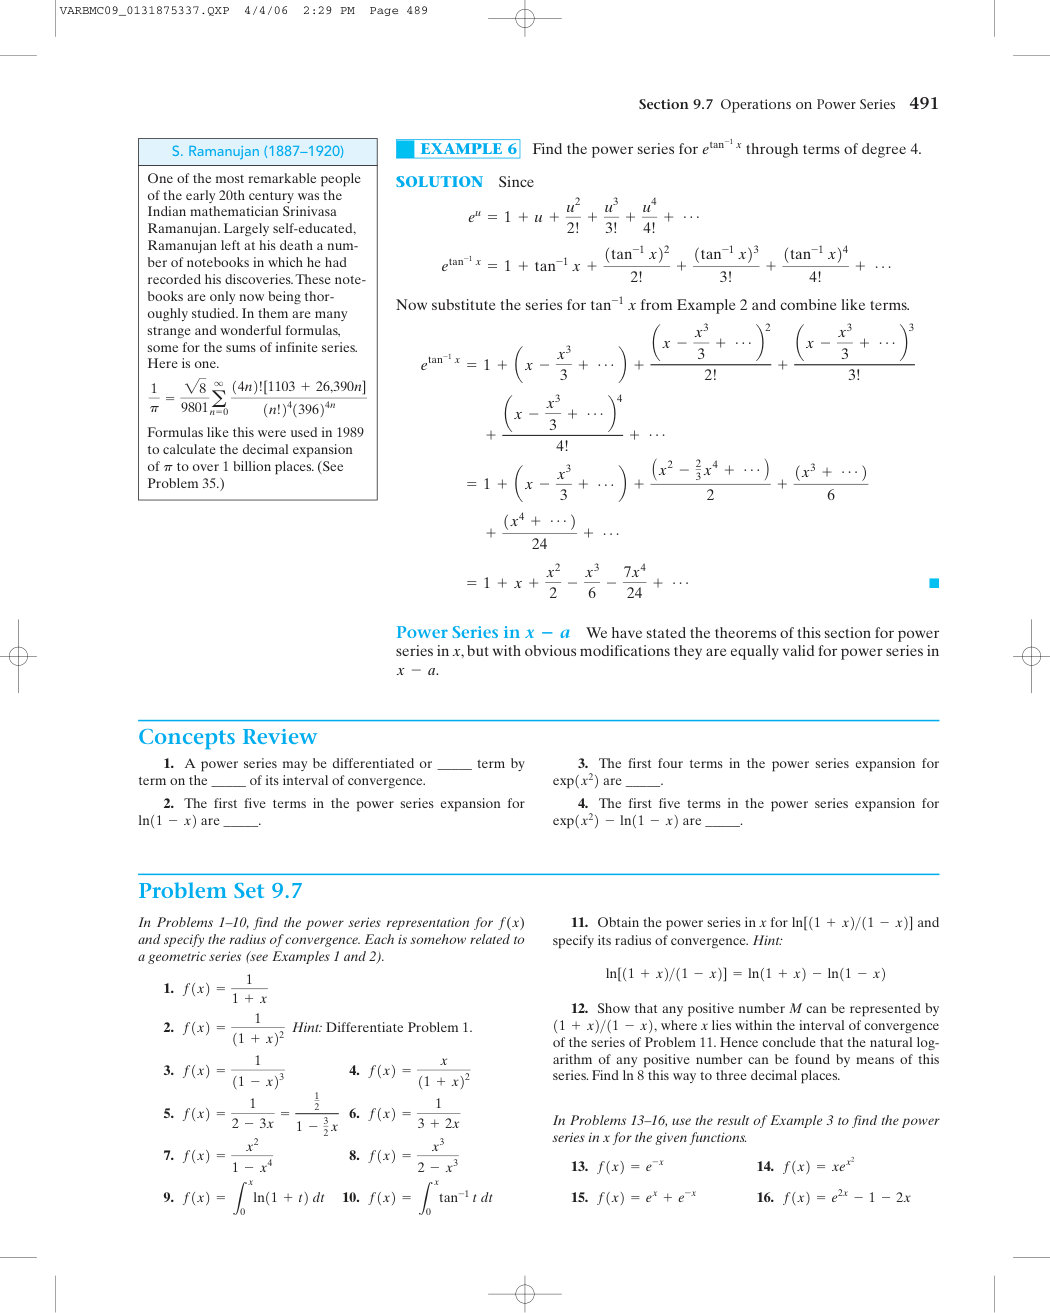 VARBMC09_0131875337.QXP 4/4/06 2:29 PM Page 489
Section 9.7 Operations on Power Series 491
S. Ramanujan (1887–1920)
One of the most remarkable people
of the early 20th century was the
Indian mathematician Srinivasa
Ramanujan. Largely self-educated,
Ramanujan left at his death a num-
ber of notebooks in which he had
recorded his discoveries. These note-
books are only now being thor-
oughly studied. In them are many
strange and wonderful formulas,
some for the sums of infinite series.
Here is one.
1/π = √8/9801 ∑_{n=0}^{∞} (4n)![1103 + 26,390n]/((n!)^4(396)^{4n})
Formulas like this were used in 1989
to calculate the decimal expansion
of π to over 1 billion places. (See
Problem 35.)
EXAMPLE 6 Find the power series for e^{tan^{−1} x} through terms of degree 4.
SOLUTION Since
e^u = 1 + u + u^2/2! + u^3/3! + u^4/4! + ⋯
e^{tan^{−1} x} = 1 + tan^{−1} x + (tan^{−1} x)^2/2! + (tan^{−1} x)^3/3! + (tan^{−1} x)^4/4! + ⋯
Now substitute the series for tan^{−1} x from Example 2 and combine like terms.
e^{tan^{−1} x} = 1 + (x − x^3/3 + ⋯) + (x − x^3/3 + ⋯)^2/2! + (x − x^3/3 + ⋯)^3/3!
+ (x − x^3/3 + ⋯)^4/4! + ⋯
= 1 + (x − x^3/3 + ⋯) + (x^2 − 2/3 x^4 + ⋯)/2 + (x^3 + ⋯)/6
+ (x^4 + ⋯)/24 + ⋯
= 1 + x + x^2/2 − x^3/6 − 7x^4/24 + ⋯
Power Series in x − a We have stated the theorems of this section for power
series in x, but with obvious modifications they are equally valid for power series in
x − a.
Concepts Review
1. A power series may be differentiated or _____ term by
term on the _____ of its interval of convergence.
2. The first five terms in the power series expansion for
ln(1 − x) are _____.
3. The first four terms in the power series expansion for
exp(x^2) are _____.
4. The first five terms in the power series expansion for
exp(x^2) − ln(1 − x) are _____.
Problem Set 9.7
In Problems 1–10, find the power series representation for f(x)
and specify the radius of convergence. Each is somehow related to
a geometric series (see Examples 1 and 2).
1. f(x) = 1/(1 + x)
2. f(x) = 1/(1 + x)^2 Hint: Differentiate Problem 1.
3. f(x) = 1/(1 − x)^3 4. f(x) = x/(1 + x)^2
5. f(x) = 1/(2 − 3x) = (1/2)/(1 − 3/2 x) 6. f(x) = 1/(3 + 2x)
7. f(x) = x^2/(1 − x^4) 8. f(x) = x^3/(2 − x^3)
9. f(x) = ∫_0^x ln(1 + t) dt 10. f(x) = ∫_0^x tan^{−1} t dt
11. Obtain the power series in x for ln[(1 + x)/(1 − x)] and
specify its radius of convergence. Hint:
ln[(1 + x)/(1 − x)] = ln(1 + x) − ln(1 − x)
12. Show that any positive number M can be represented by
(1 + x)/(1 − x), where x lies within the interval of convergence
of the series of Problem 11. Hence conclude that the natural log-
arithm of any positive number can be found by means of this
series. Find ln 8 this way to three decimal places.
In Problems 13–16, use the result of Example 3 to find the power
series in x for the given functions.
13. f(x) = e^{−x} 14. f(x) = xe^{x^2}
15. f(x) = e^x + e^{−x} 16. f(x) = e^{2x} − 1 − 2x